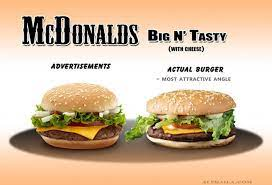 McDonalds Big N' Tasty
(with cheese)
Advertisements
Actual Burger
- most attractive angle